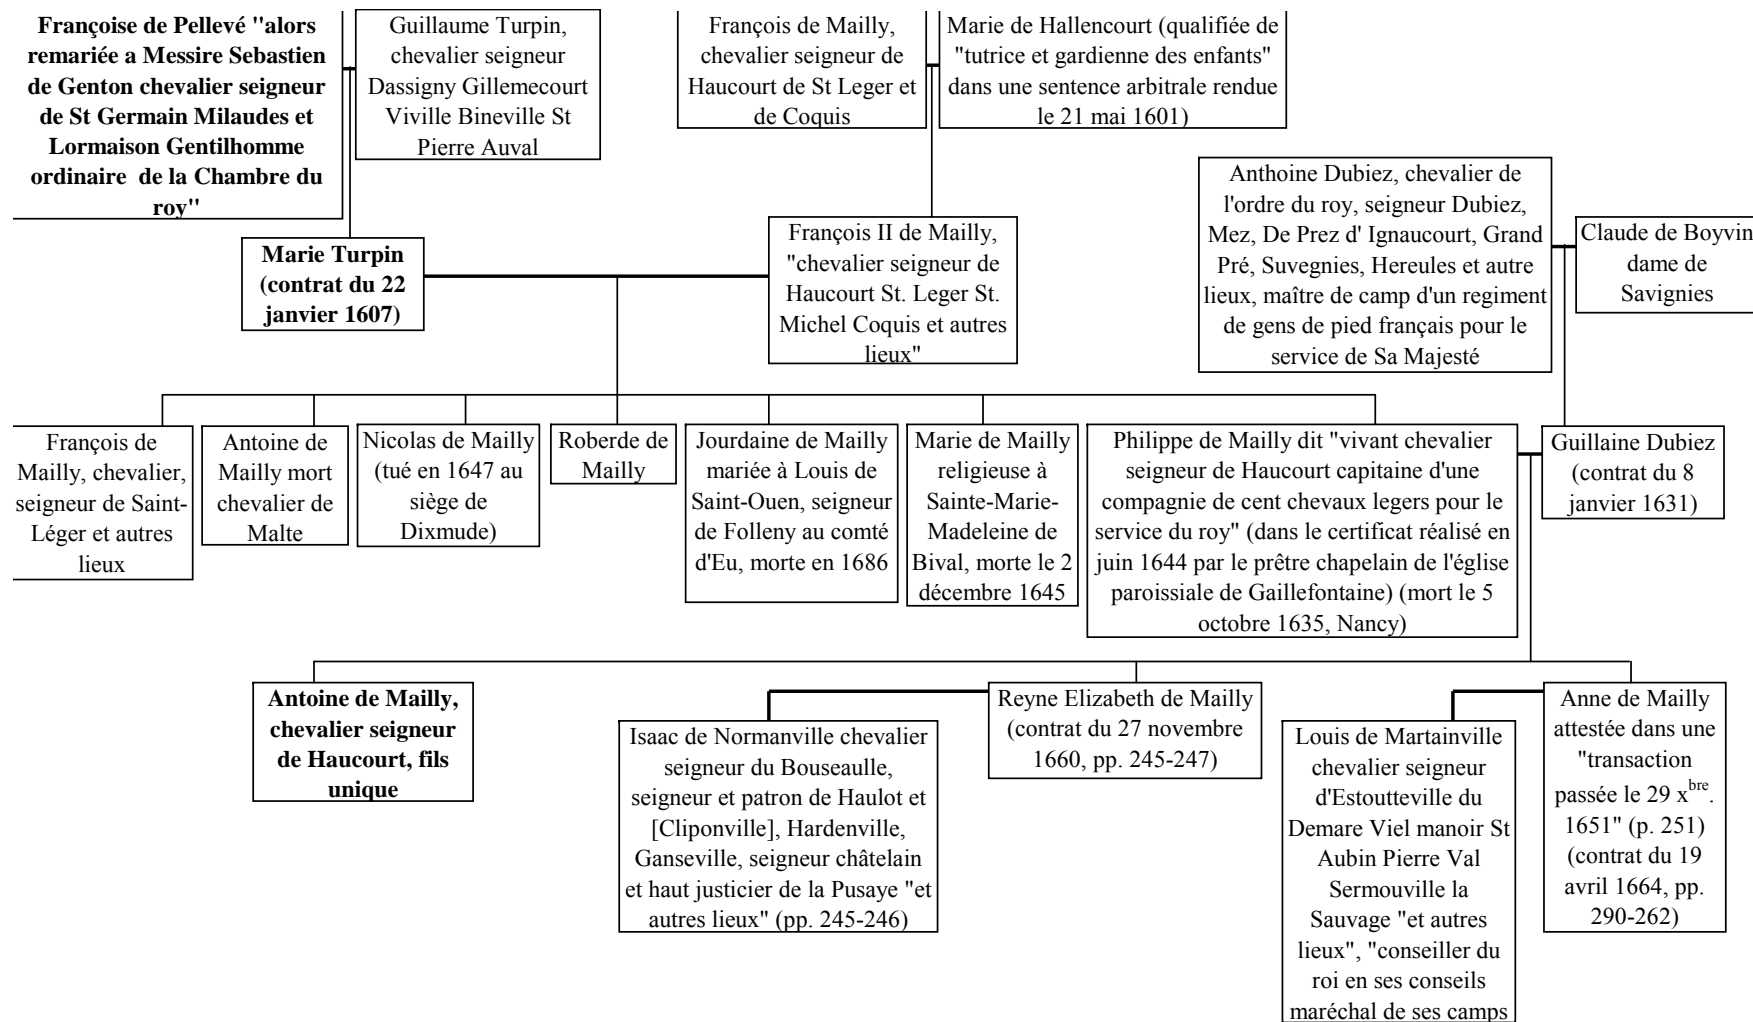 Françoise de Pellevé "alors
remariée a Messire Sebastien
de Genton chevalier seigneur
de St Germain Milaudes et
Lormaison Gentilhomme
ordinaire de la Chambre du
roy"
Guillaume Turpin,
chevalier seigneur
Dassigny Gillemecourt
Viville Bineville St
Pierre Auval
François de Mailly,
chevalier seigneur de
Haucourt de St Leger et
de Coquis
Marie de Hallencourt (qualifiée de
"tutrice et gardienne des enfants"
dans une sentence arbitrale rendue
le 21 mai 1601)
Anthoine Dubiez, chevalier de
l'ordre du roy, seigneur Dubiez,
Mez, De Prez d' Ignaucourt, Grand
Pré, Suvegnies, Hereules et autre
lieux, maître de camp d'un regiment
de gens de pied français pour le
service de Sa Majesté
Claude de Boyvin
dame de
Savignies
Marie Turpin
(contrat du 22
janvier 1607)
François II de Mailly,
"chevalier seigneur de
Haucourt St. Leger St.
Michel Coquis et autres
lieux"
François de
Mailly, chevalier,
seigneur de Saint-
Léger et autres
lieux
Antoine de
Mailly mort
chevalier de
Malte
Nicolas de Mailly
(tué en 1647 au
siège de
Dixmude)
Roberde de
Mailly
Jourdaine de Mailly
mariée à Louis de
Saint-Ouen, seigneur
de Folleny au comté
d'Eu, morte en 1686
Marie de Mailly
religieuse à
Sainte-Marie-
Madeleine de
Bival, morte le 2
décembre 1645
Philippe de Mailly dit "vivant chevalier
seigneur de Haucourt capitaine d'une
compagnie de cent chevaux legers pour le
service du roy" (dans le certificat réalisé en
juin 1644 par le prêtre chapelain de l'église
paroissiale de Gaillefontaine) (mort le 5
octobre 1635, Nancy)
Guillaine Dubiez
(contrat du 8
janvier 1631)
Antoine de Mailly,
chevalier seigneur
de Haucourt, fils
unique
Isaac de Normanville chevalier
seigneur du Bouseaulle,
seigneur et patron de Haulot et
[Cliponville], Hardenville,
Ganseville, seigneur châtelain
et haut justicier de la Pusaye "et
autres lieux" (pp. 245-246)
Reyne Elizabeth de Mailly
(contrat du 27 novembre
1660, pp. 245-247)
Louis de Martainville
chevalier seigneur
d'Estoutteville du
Demare Viel manoir St
Aubin Pierre Val
Sermouville la
Sauvage "et autres
lieux", "conseiller du
roi en ses conseils
maréchal de ses camps
Anne de Mailly
attestée dans une
"transaction
passée le 29 xbre.
1651" (p. 251)
(contrat du 19
avril 1664, pp.
290-262)